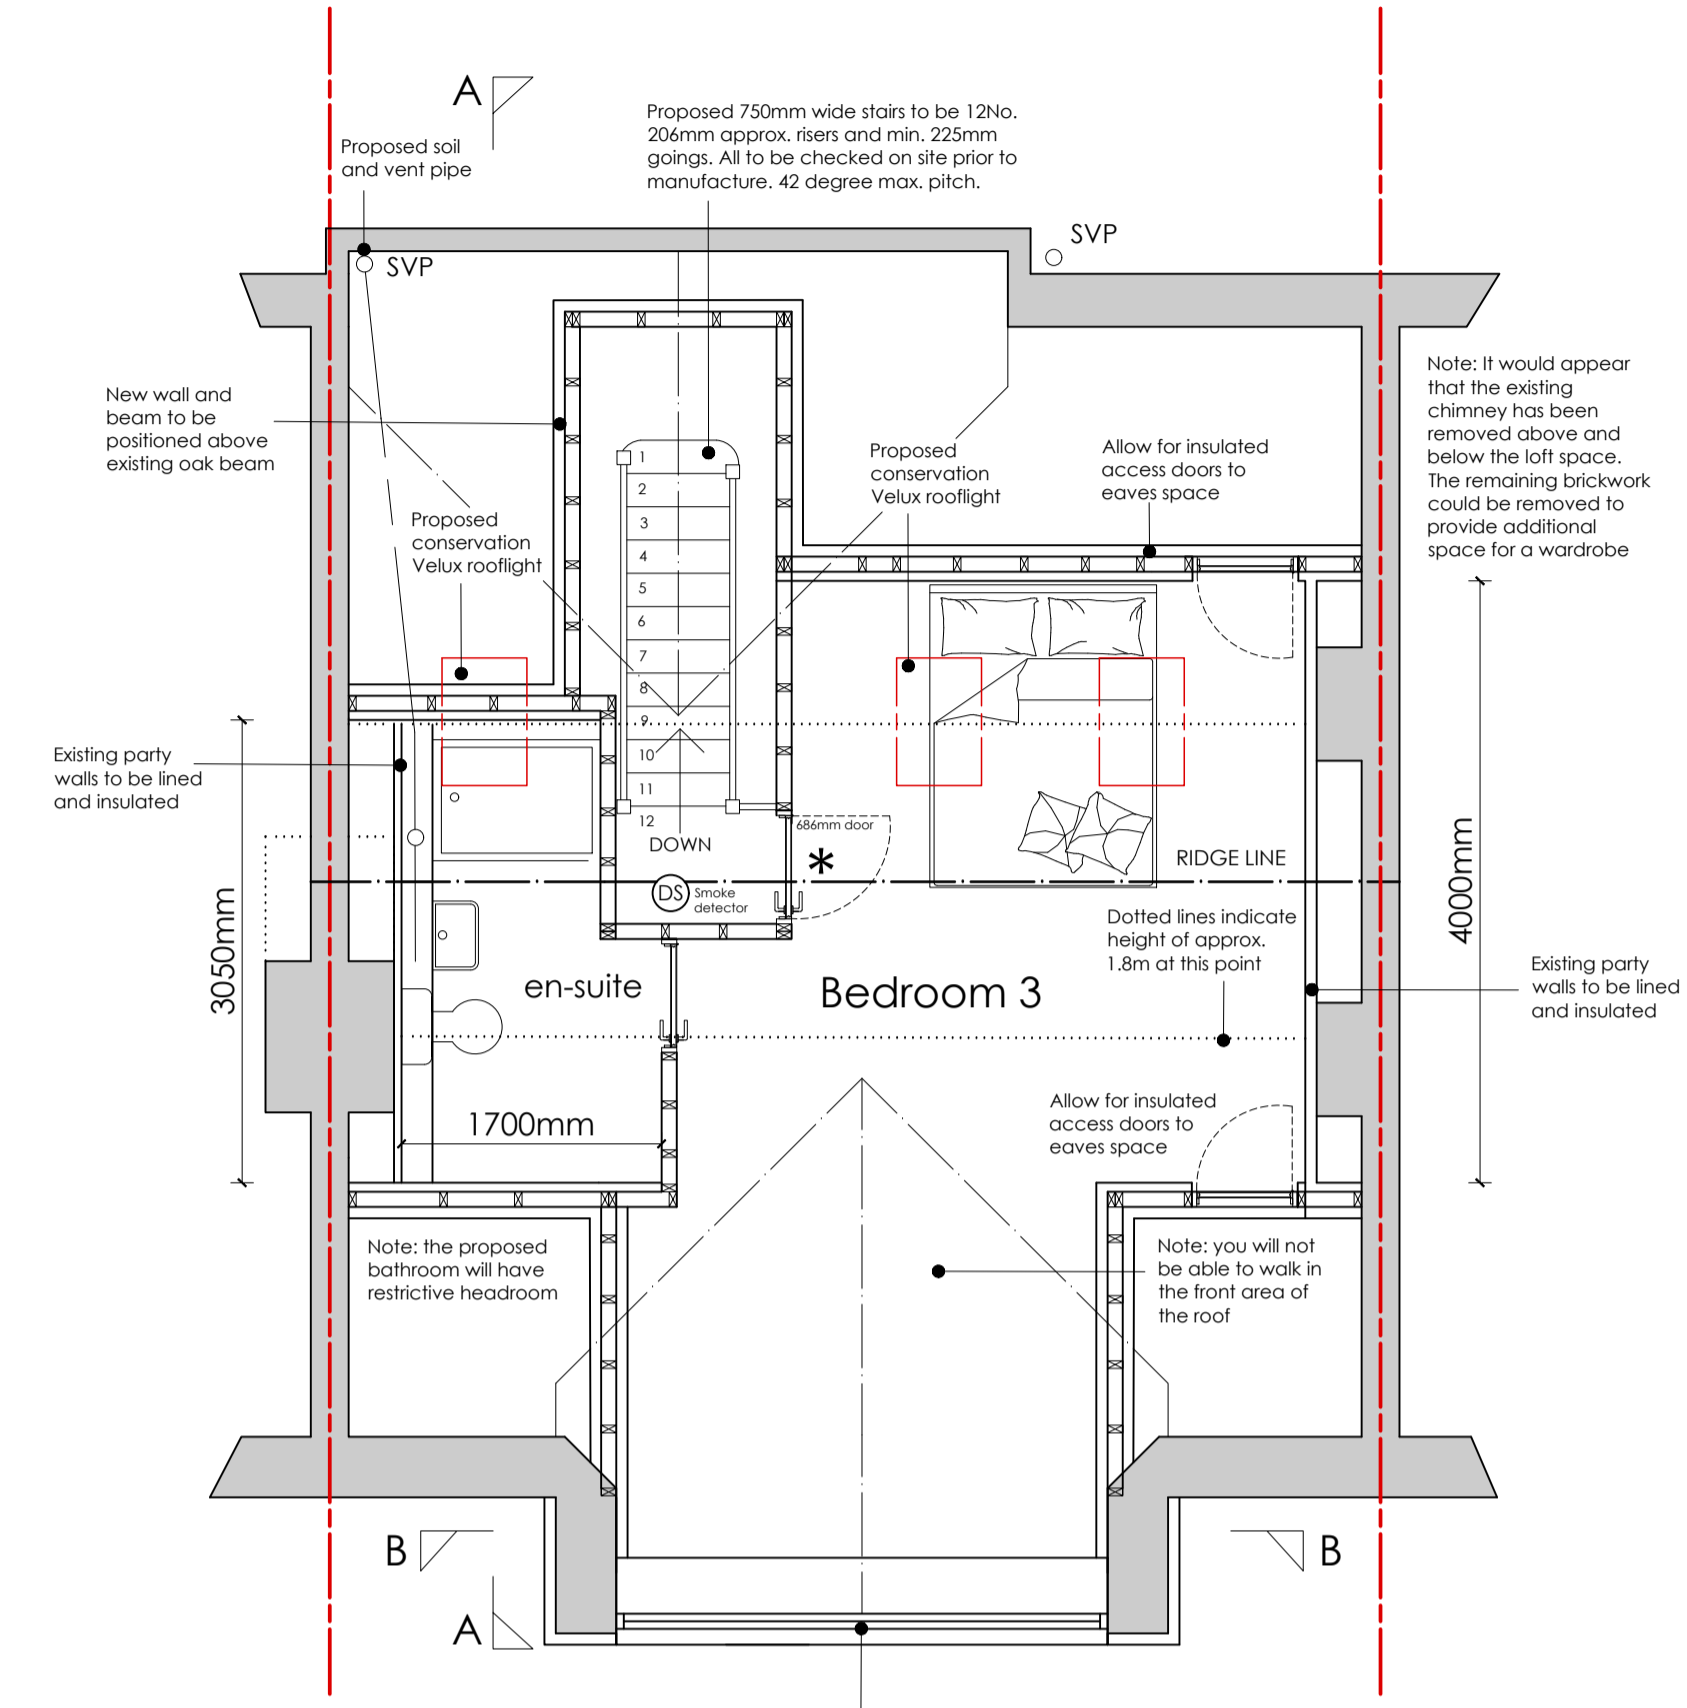 A
Proposed 750mm wide stairs to be 12No.
206mm approx. risers and min. 225mm
goings. All to be checked on site prior to
manufacture. 42 degree max. pitch.
Proposed soil
and vent pipe
SVP
SVP
New wall and
beam to be
positioned above
existing oak beam
Proposed
conservation
Velux rooflight
Proposed
conservation
Velux rooflight
Allow for insulated
access doors to
eaves space
Note: It would appear
that the existing
chimney has been
removed above and
below the loft space.
The remaining brickwork
could be removed to
provide additional
space for a wardrobe
1
2
3
4
5
6
7
8
9
10
11
12
DOWN
Existing party
walls to be lined
and insulated
686mm door
*
RIDGE LINE
DS
Smoke
detector
3050mm
4000mm
Dotted lines indicate
height of approx.
1.8m at this point
en-suite
Bedroom 3
Existing party
walls to be lined
and insulated
1700mm
Allow for insulated
access doors to
eaves space
Note: the proposed
bathroom will have
restrictive headroom
Note: you will not
be able to walk in
the front area of
the roof
B
B
A